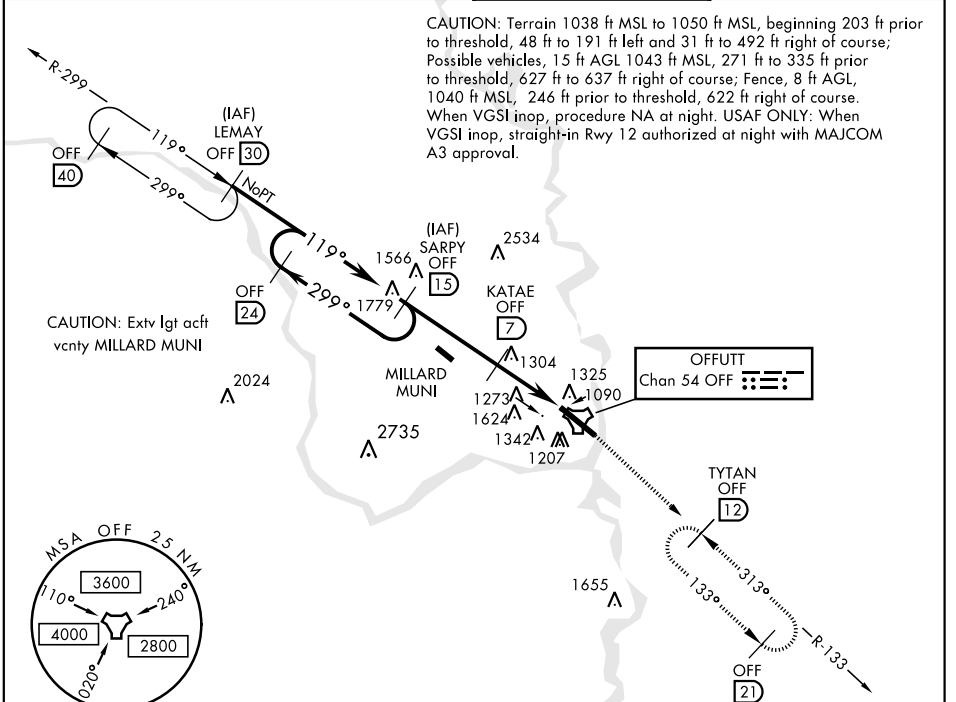 CAUTION: Terrain 1038 ft MSL to 1050 ft MSL, beginning 203 ft prior
to threshold, 48 ft to 191 ft left and 31 ft to 492 ft right of course;
Possible vehicles, 15 ft AGL 1043 ft MSL, 271 ft to 335 ft prior
to threshold, 627 ft to 637 ft right of course; Fence, 8 ft AGL,
1040 ft MSL, 246 ft prior to threshold, 622 ft right of course.
When VGSI inop, procedure NA at night. USAF ONLY: When
VGSI inop, straight-in Rwy 12 authorized at night with MAJCOM
A3 approval.
R-299
(IAF)
LEMAY
OFF 30
119°
299°
OFF
40
NoPT
119°
299°
OFF
24
(IAF)
SARPY
OFF
15
1566
1779
2534
KATAE
OFF
7
CAUTION: Extv lgt acft
vcnty MILLARD MUNI
MILLARD
MUNI
1304
OFFUTT
Chan 54 OFF
2024
1325
1090
1273
1624
1342
1207
2735
TYTAN
OFF
12
313°
133°
R-133
OFF
21
1655
MSA OFF 25 NM
3600
110°
240°
4000
2800
020°